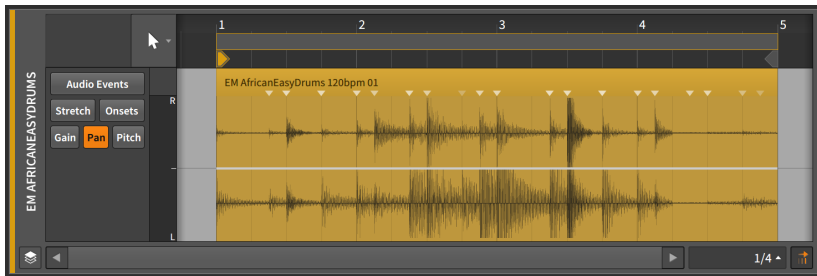 1 2 3 4 5
EM AFRICANEASYDRUMS
Audio Events
Stretch Onsets
Gain Pan Pitch
EM AfricanEasyDrums 120bpm 01
R
L
1/4